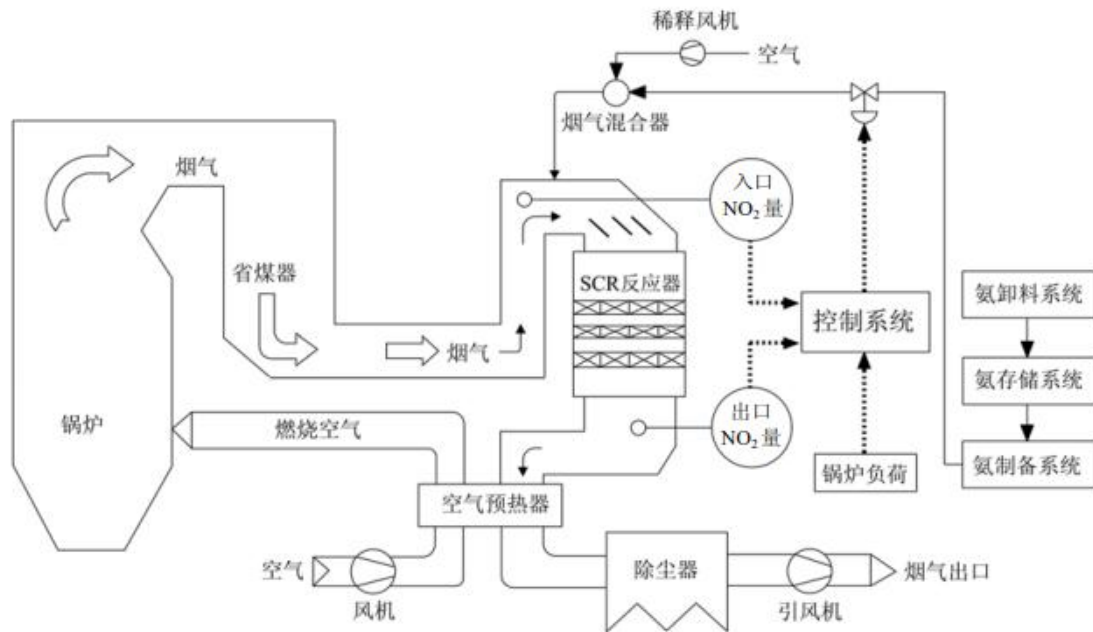 稀释风机
空气
烟气混合器
烟气
入口
NO₂量
省煤器
SCR反应器
氨卸料系统
控制系统
烟气
氨存储系统
锅炉
燃烧空气
出口
NO₂量
锅炉负荷
氨制备系统
空气预热器
空气
风机
除尘器
引风机
烟气出口